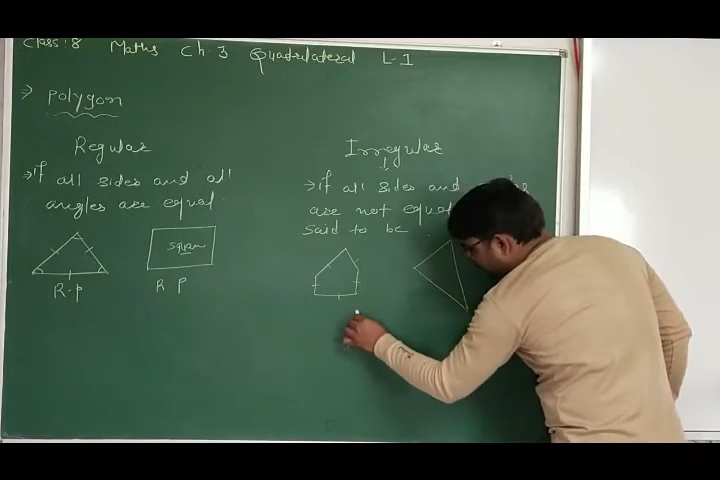 Class:8 Maths Ch 3 Quadrilateral L-1
=> Polygon
Regular
Irregular
→ If all sides and all
angles are equal.
→ if all sides and
are not equal
said to be
Square
R.P
R P